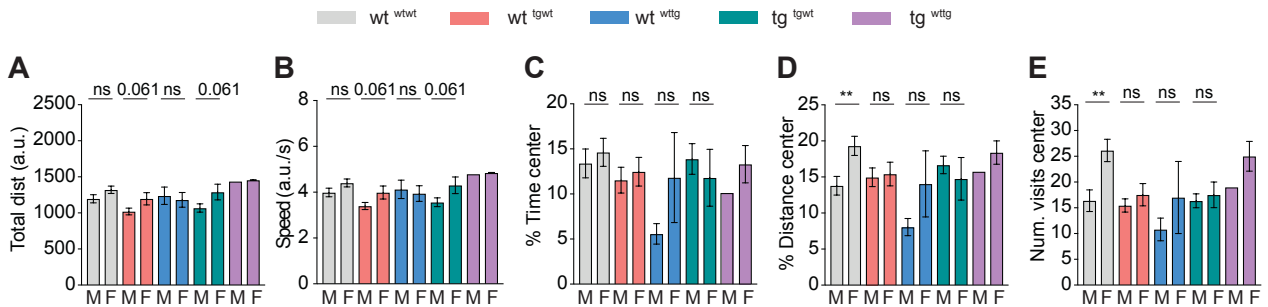 wt wtwt wt tgwt wt wttg tg tgwt tg wttg
A
ns 0.061 ns 0.061
Total dist (a.u.)
2500
2000
1500
1000
500
0
M F M F M F M F M F
B
ns 0.061 ns 0.061
Speed (a.u./s)
8
6
4
2
0
M F M F M F M F M F
C
ns ns ns ns
% Time center
20
15
10
5
0
M F M F M F M F M F
D
** ns ns ns
% Distance center
25
20
15
10
5
0
M F M F M F M F M F
E
** ns ns ns
Num. visits center
35
30
25
20
15
10
5
0
M F M F M F M F M F